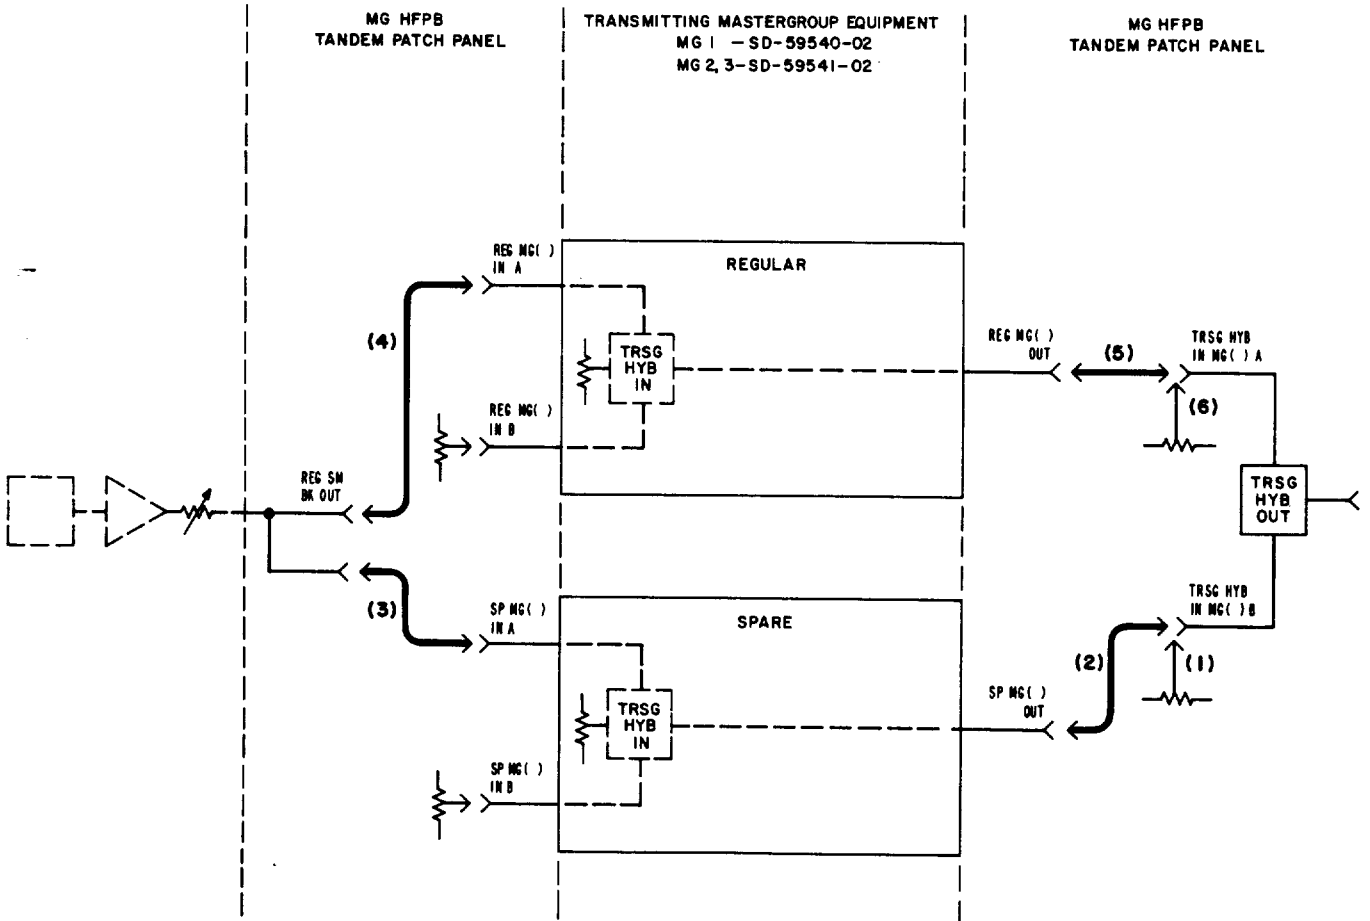 MG HFPB
TANDEM PATCH PANEL
TRANSMITTING MASTERGROUP EQUIPMENT
MG 1 - SD-59540-02
MG 2, 3-SD-59541-02
MG HFPB
TANDEM PATCH PANEL
REG MG( )
IN A
REGULAR
(4)
TRSG
HYB
IN
REG MG( )
OUT
(5)
TRSG HYB
IN MG( ) A
(6)
REG MG( )
IN B
REG SM
BK OUT
TRSG
HYB
OUT
(3)
SP MG( )
IN A
SPARE
TRSG HYB
IN MG( ) B
(2)
(1)
TRSG
HYB
IN
SP MG( )
OUT
SP MG( )
IN B